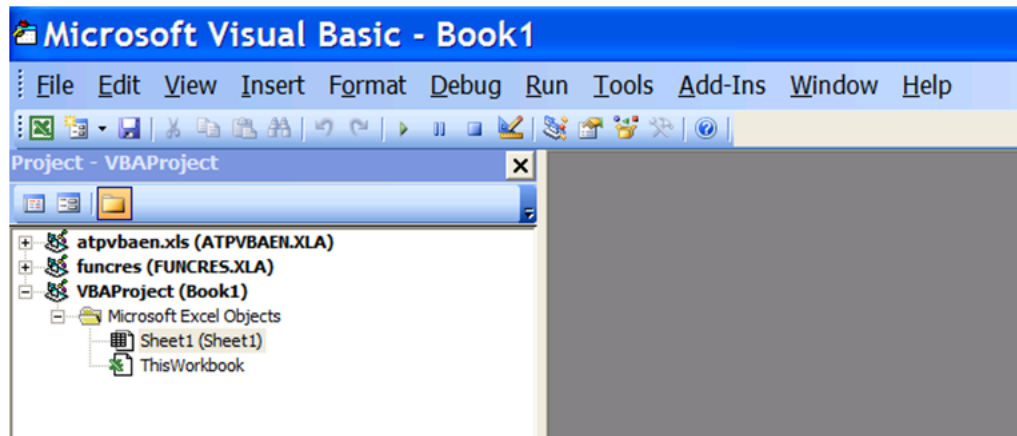 Microsoft Visual Basic - Book1
File Edit View Insert Format Debug Run Tools Add-Ins Window Help
Project - VBAProject
atpvbaen.xls (ATPVBAEN.XLA)
funcres (FUNCRES.XLA)
VBAProject (Book1)
Microsoft Excel Objects
Sheet1 (Sheet1)
ThisWorkbook